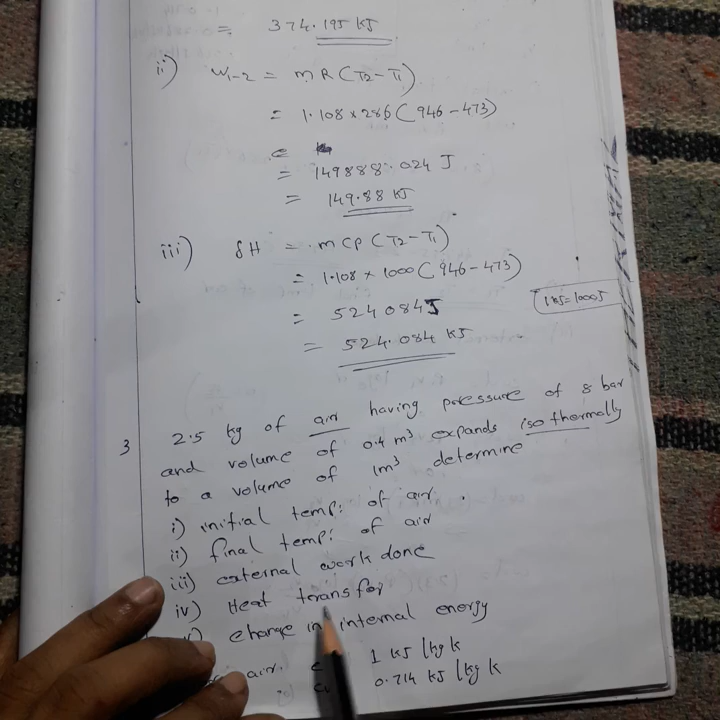 = 374.195 KJ
ii) W1-2 = mR(T2-T1)
= 1.108 x 286 (946-473)
= 149888.024 J
= 149.88 KJ
iii) δH = mCp(T2-T1)
= 1.108 x 1000 (946-473)
1KJ=1000J
= 524084J
= 524.084 KJ
3 2.5 kg of air having pressure of 8 bar
and volume of 0.4 m³ expands isothermally
to a volume of 1m³ determine
i) initial temp: of air.
ii) final temp: of air
iii) external work done
iv) Heat transfer
change in internal energy
air. 1 KJ/kg K
0.714 KJ/kg K